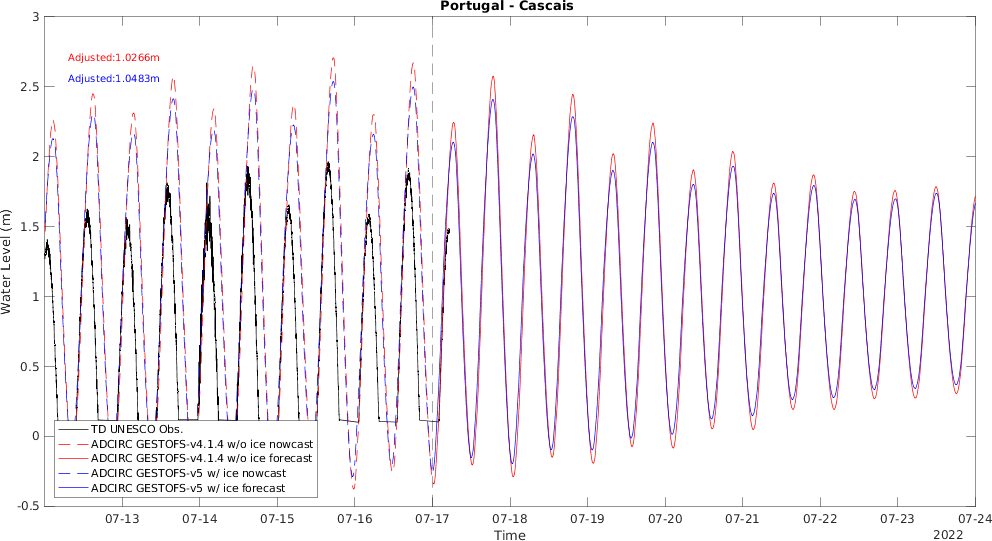 Portugal - Cascais
3
Adjusted:1.0266m
Adjusted:1.0483m
2.5
2
1.5
1
0.5
0
-0.5
Water Level (m)
TD UNESCO Obs.
ADCIRC GESTOFS-v4.1.4 w/o ice nowcast
ADCIRC GESTOFS-v4.1.4 w/o ice forecast
ADCIRC GESTOFS-v5 w/ ice nowcast
ADCIRC GESTOFS-v5 w/ ice forecast
07-13 07-14 07-15 07-16 07-17 07-18 07-19 07-20 07-21 07-22 07-23 07-24
Time
2022